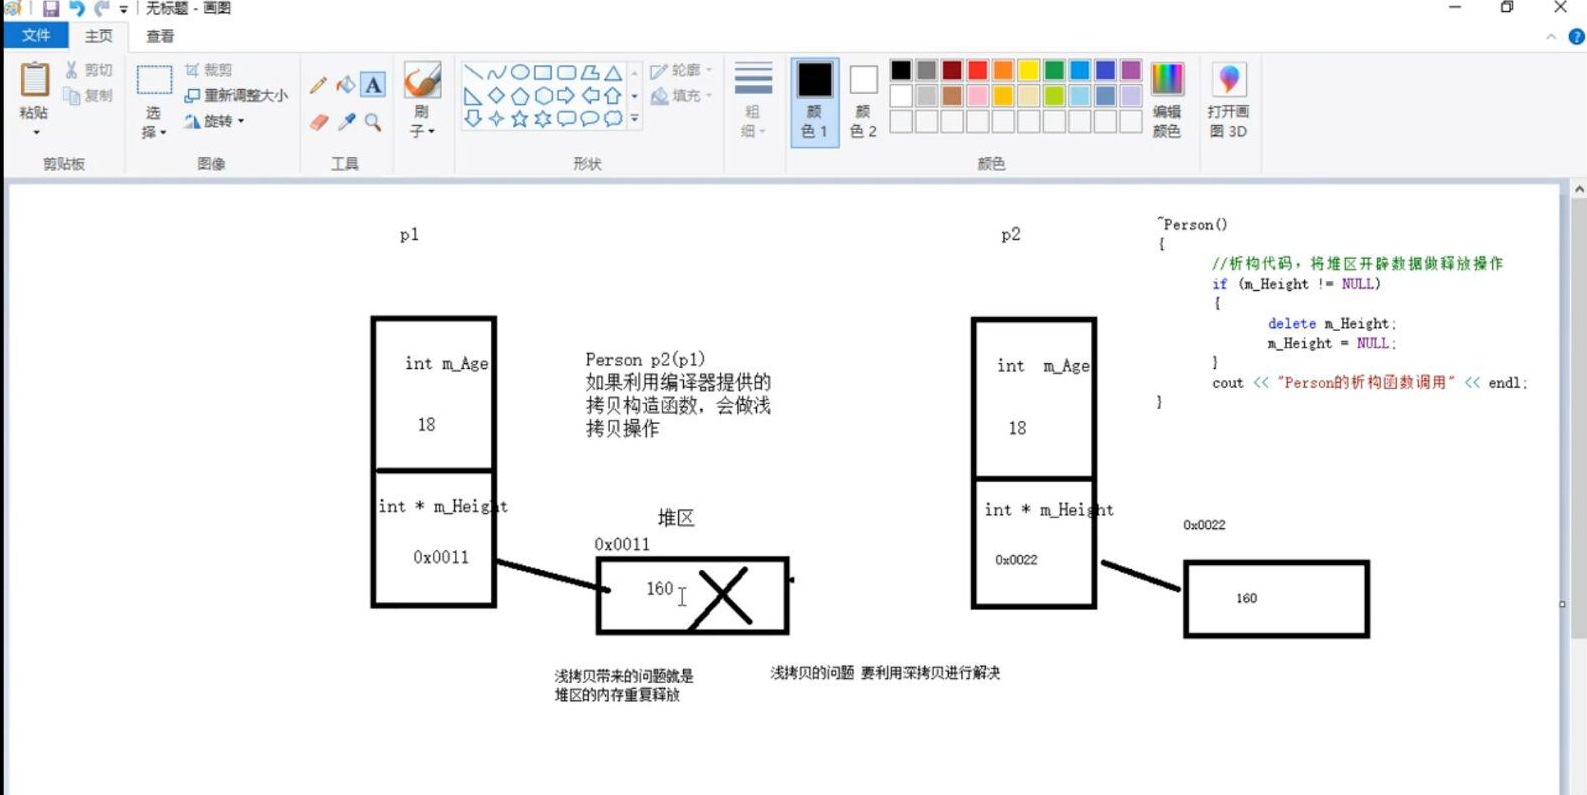 无标题 - 画图
文件
主页
查看
粘贴
剪切
复制
剪贴板
选
择
裁剪
重新调整大小
旋转
图像
A
工具
刷
子
轮廓
填充
形状
粗
细
颜
色 1
颜
色 2
颜色
编辑
颜色
打开画
图 3D
p1
int m_Age
18
int * m_Height
0x0011
Person p2(p1)
如果利用编译器提供的
拷贝构造函数，会做浅
拷贝操作
堆区
0x0011
160
浅拷贝带来的问题就是
堆区的内存重复释放
浅拷贝的问题 要利用深拷贝进行解决
p2
int m_Age
18
int * m_Height
0x0022
0x0022
160
~Person()
{
//析构代码，将堆区开辟数据做释放操作
if (m_Height != NULL)
{
delete m_Height;
m_Height = NULL;
}
cout << "Person的析构函数调用" << endl;
}